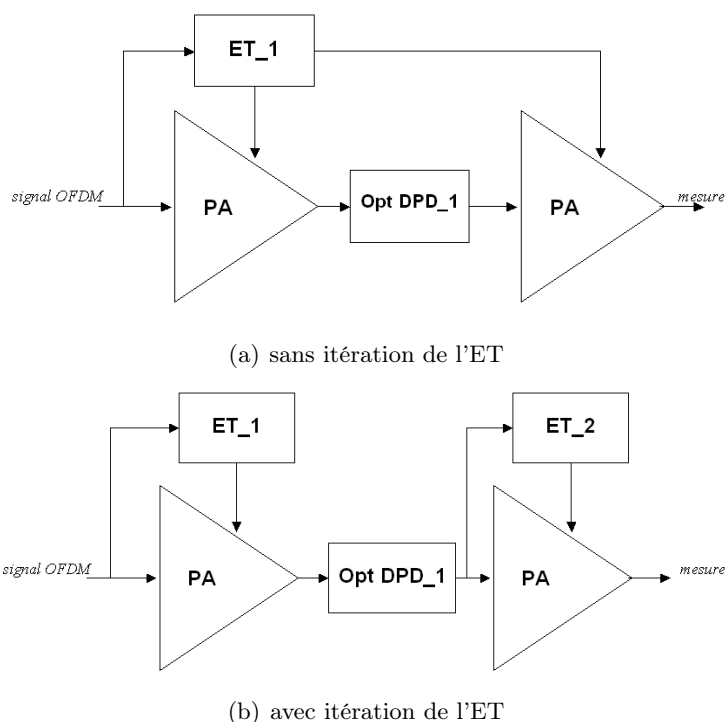 ET_1
signal OFDM
PA
Opt DPD_1
PA
mesure
(a) sans itération de l'ET
ET_1
ET_2
signal OFDM
PA
Opt DPD_1
PA
mesure
(b) avec itération de l'ET